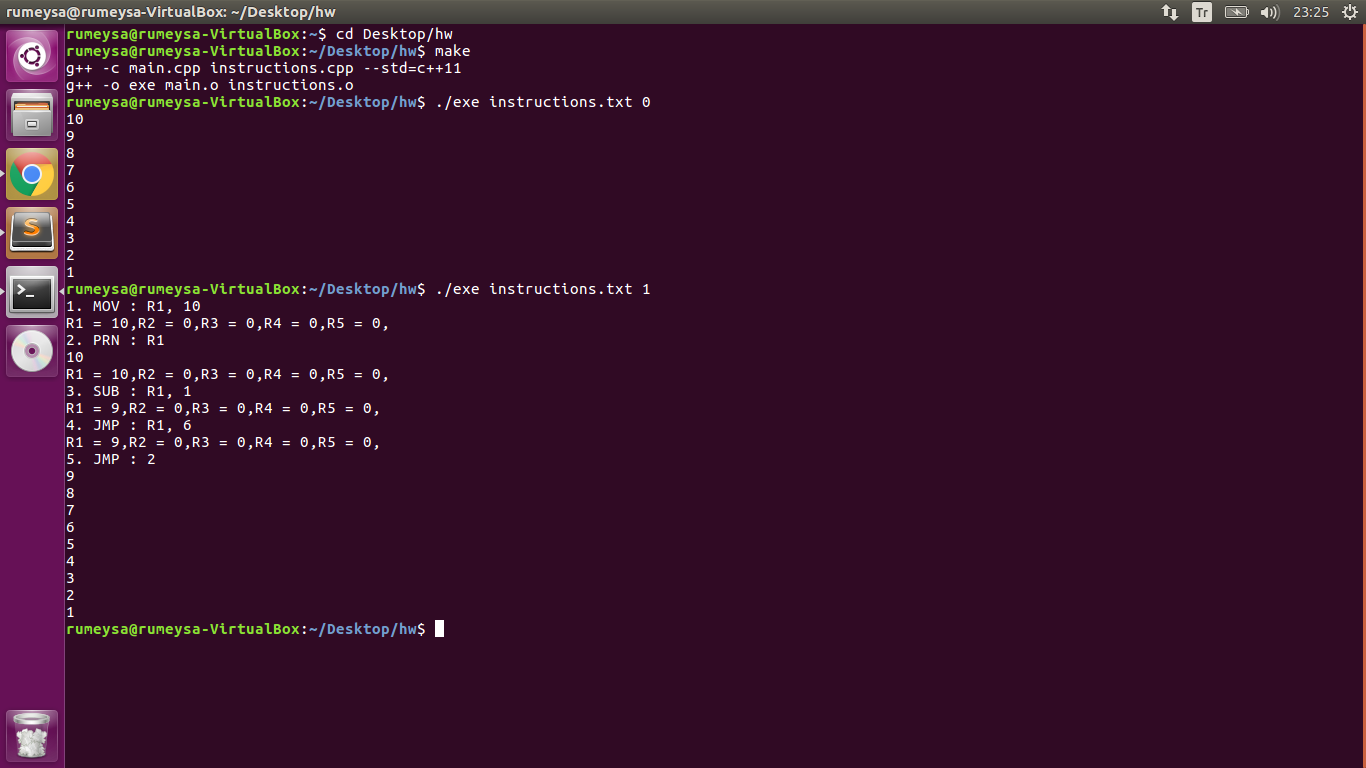 rumeysa@rumeysa-VirtualBox: ~/Desktop/hw
Tr
23:25
rumeysa@rumeysa-VirtualBox:~$ cd Desktop/hw
rumeysa@rumeysa-VirtualBox:~/Desktop/hw$ make
g++ -c main.cpp instructions.cpp --std=c++11
g++ -o exe main.o instructions.o
rumeysa@rumeysa-VirtualBox:~/Desktop/hw$ ./exe instructions.txt 0
10
9
8
7
6
5
4
3
2
1
rumeysa@rumeysa-VirtualBox:~/Desktop/hw$ ./exe instructions.txt 1
1. MOV : R1, 10
R1 = 10,R2 = 0,R3 = 0,R4 = 0,R5 = 0,
2. PRN : R1
10
R1 = 10,R2 = 0,R3 = 0,R4 = 0,R5 = 0,
3. SUB : R1, 1
R1 = 9,R2 = 0,R3 = 0,R4 = 0,R5 = 0,
4. JMP : R1, 6
R1 = 9,R2 = 0,R3 = 0,R4 = 0,R5 = 0,
5. JMP : 2
9
8
7
6
5
4
3
2
1
rumeysa@rumeysa-VirtualBox:~/Desktop/hw$